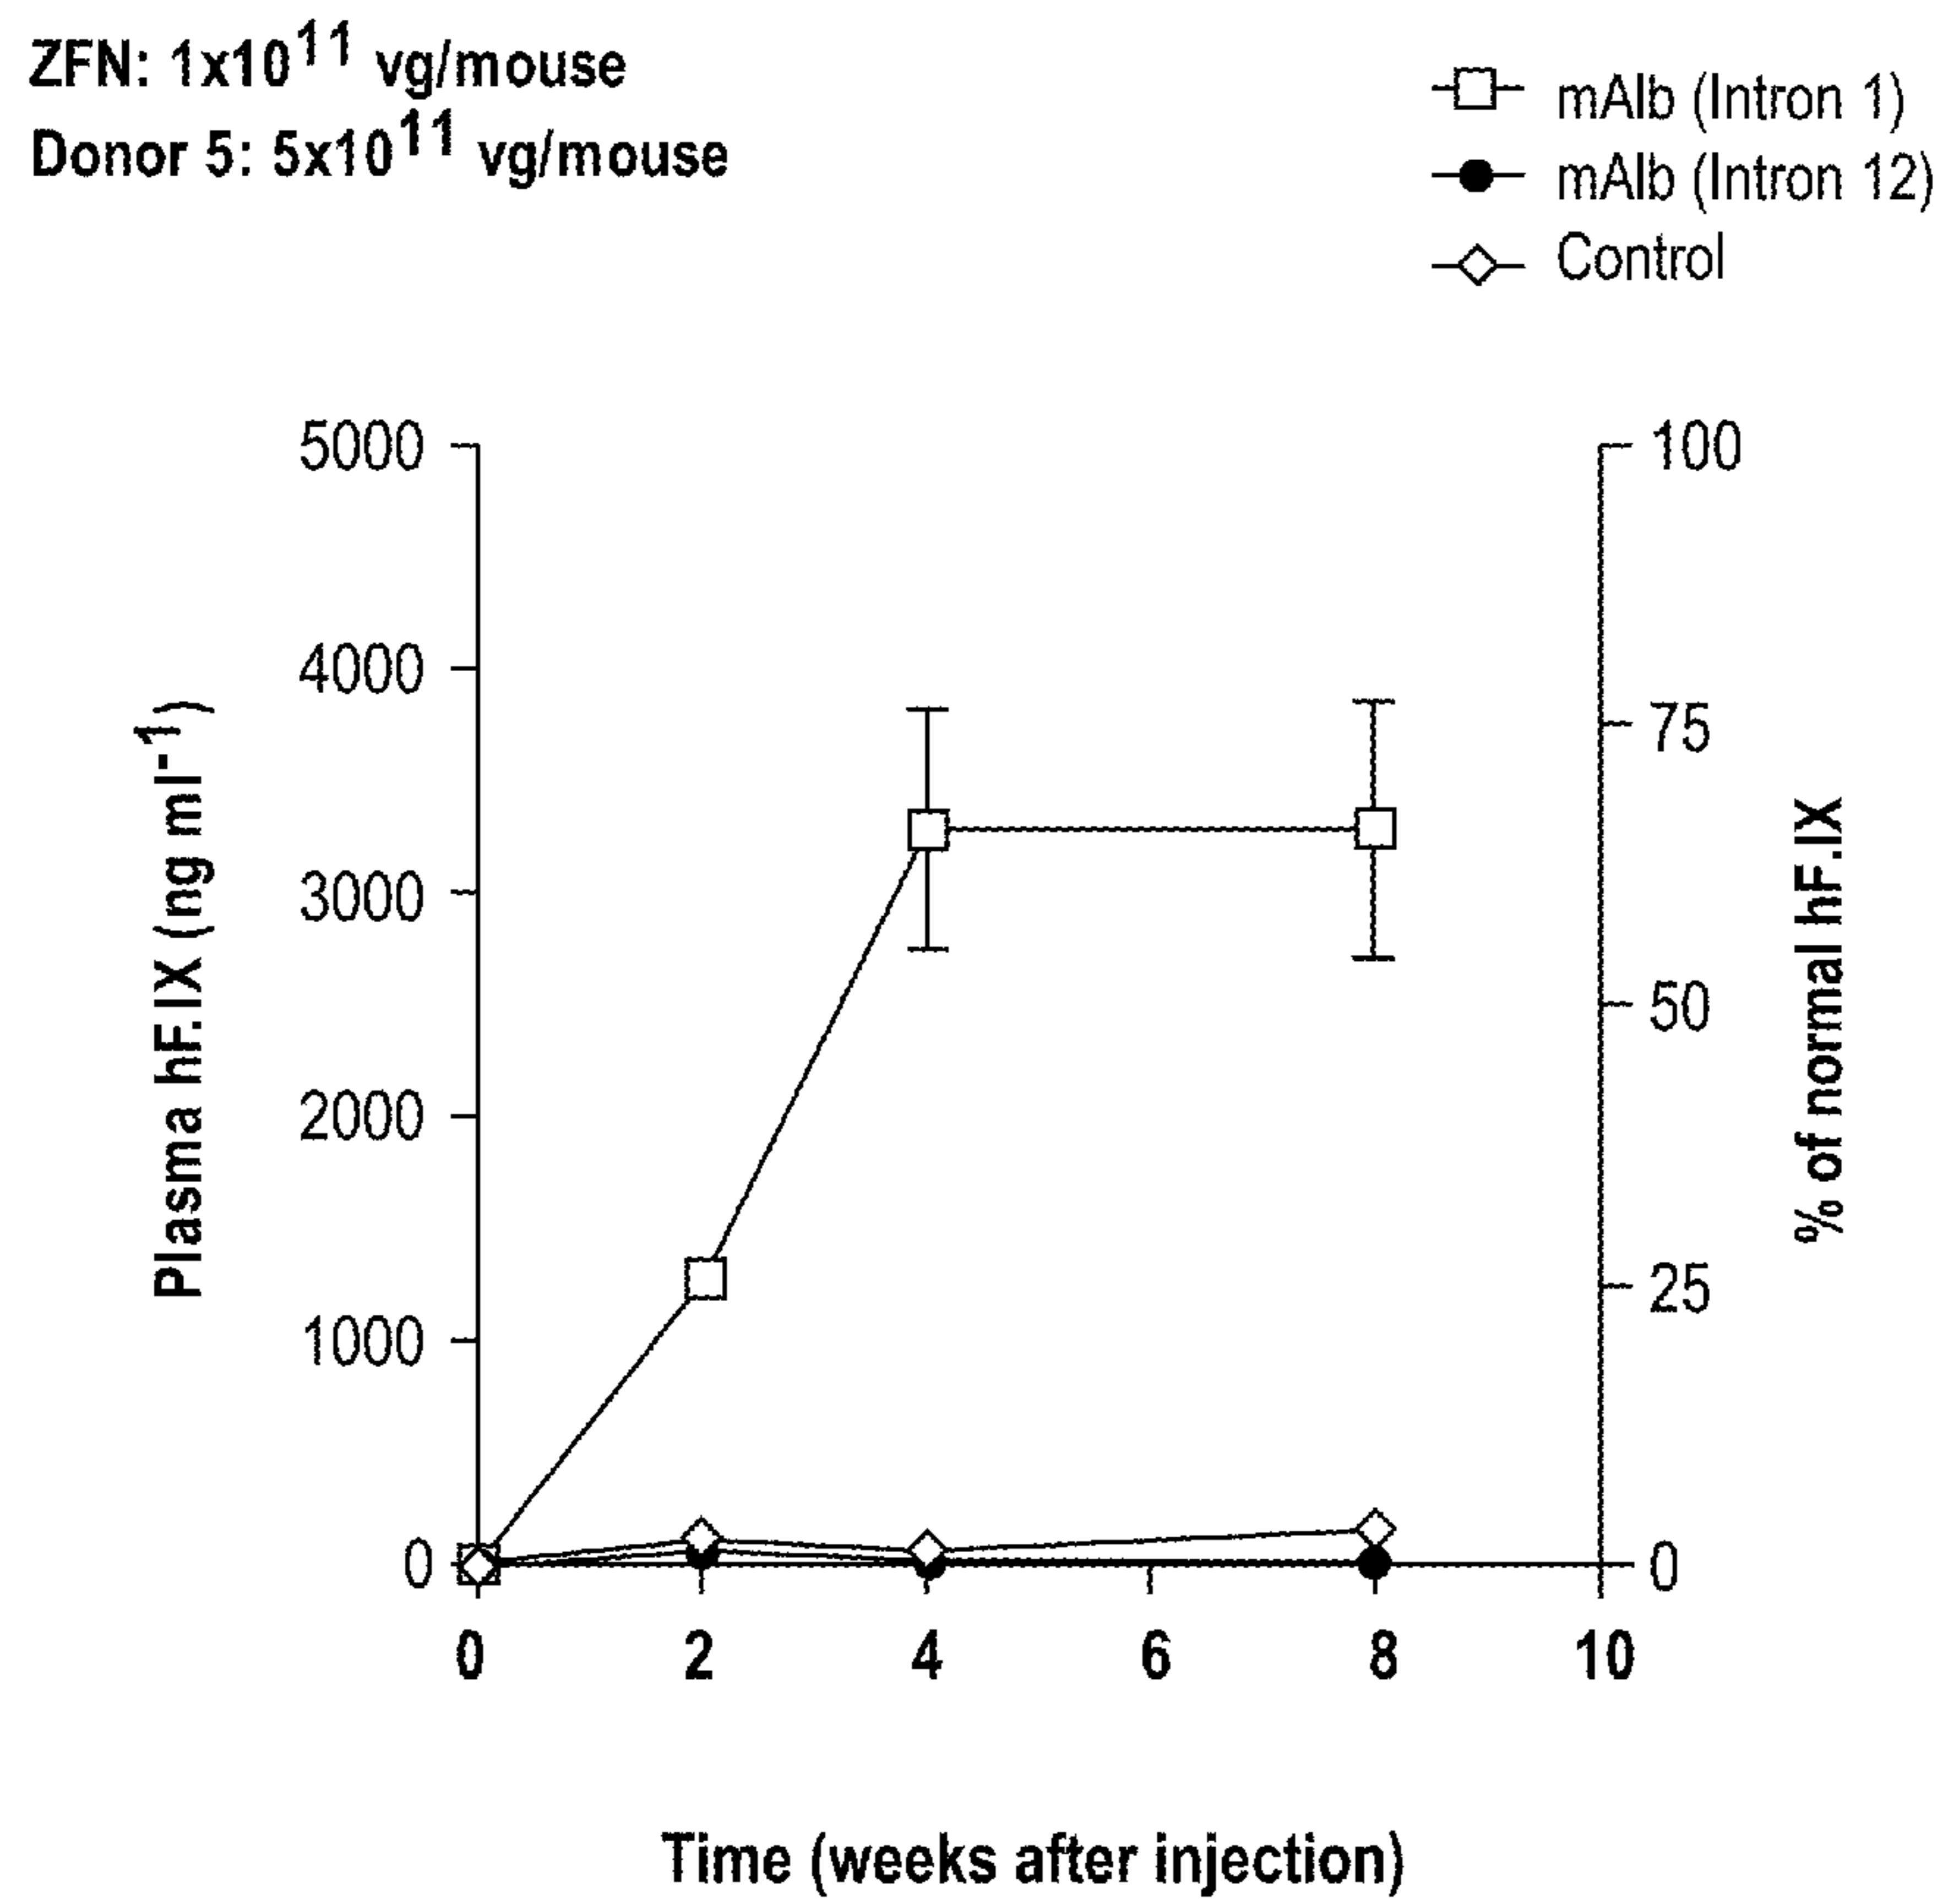 ZFN: 1x10¹¹ vg/mouse
Donor 5: 5x10¹¹ vg/mouse
mAlb (Intron 1)
mAlb (Intron 12)
Control
Plasma hF.IX (ng ml⁻¹)
5000
4000
3000
2000
1000
0
100
75
50
25
0
% of normal hF.IX
0 2 4 6 8 10
Time (weeks after injection)